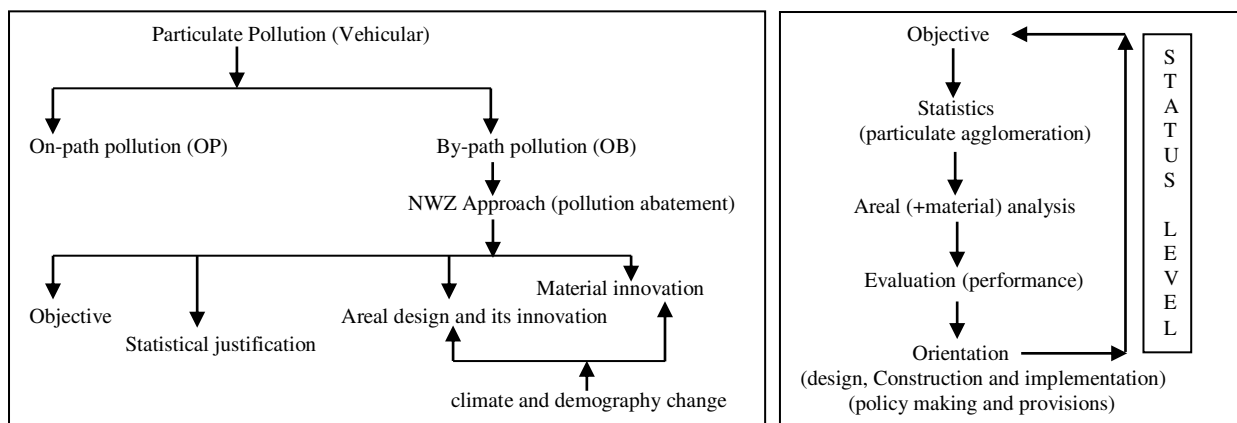 Particulate Pollution (Vehicular)
On-path pollution (OP)
By-path pollution (OB)
NWZ Approach (pollution abatement)
Material innovation
Objective
Areal design and its innovation
Statistical justification
climate and demography change
Objective
Statistics
(particulate agglomeration)
Areal (+material) analysis
Evaluation (performance)
Orientation
(design, Construction and implementation)
(policy making and provisions)
STATUS LEVEL